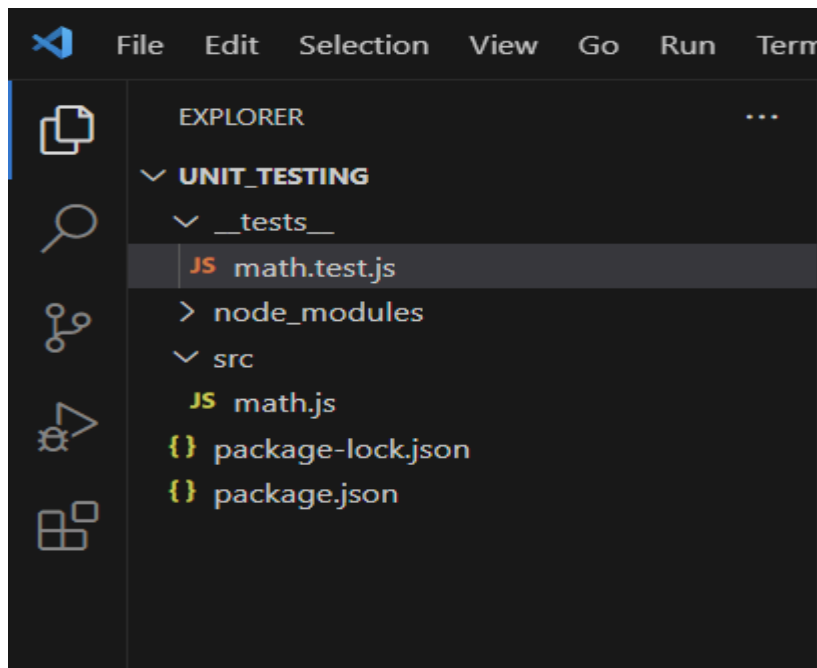 File Edit Selection View Go Run Term
EXPLORER ...
UNIT_TESTING
__tests__
JS math.test.js
node_modules
src
JS math.js
{} package-lock.json
{} package.json